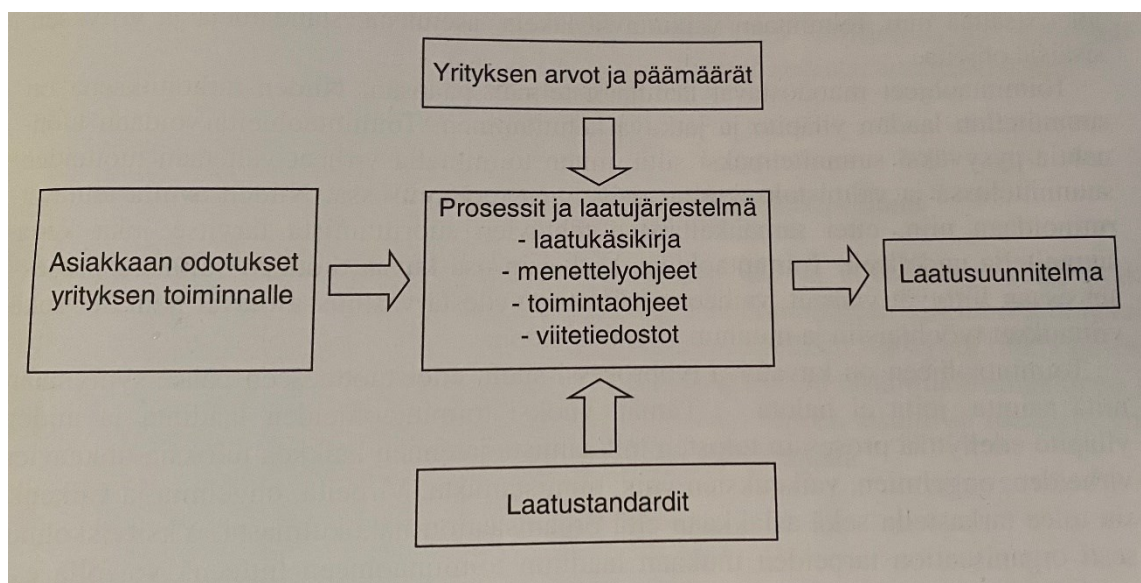 Yrityksen arvot ja päämäärät
Asiakkaan odotukset
yrityksen toiminnalle
Prosessit ja laatujärjestelmä
- laatukäsikirja
- menettelyohjeet
- toimintaohjeet
- viitetiedostot
Laatusuunnitelma
Laatustandardit